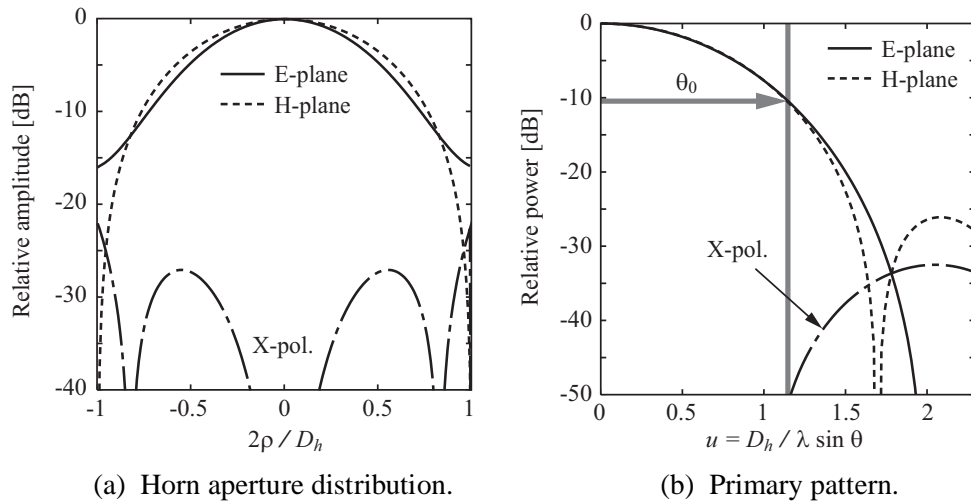 0
-10
-20
-30
-40
Relative amplitude [dB]
E-plane
H-plane
X-pol.
-1
-0.5
0
0.5
1
2ρ / D_h
(a) Horn aperture distribution.
0
-10
-20
-30
-40
-50
Relative power [dB]
E-plane
H-plane
θ₀
X-pol.
0
0.5
1
1.5
2
u = D_h / λ sin θ
(b) Primary pattern.